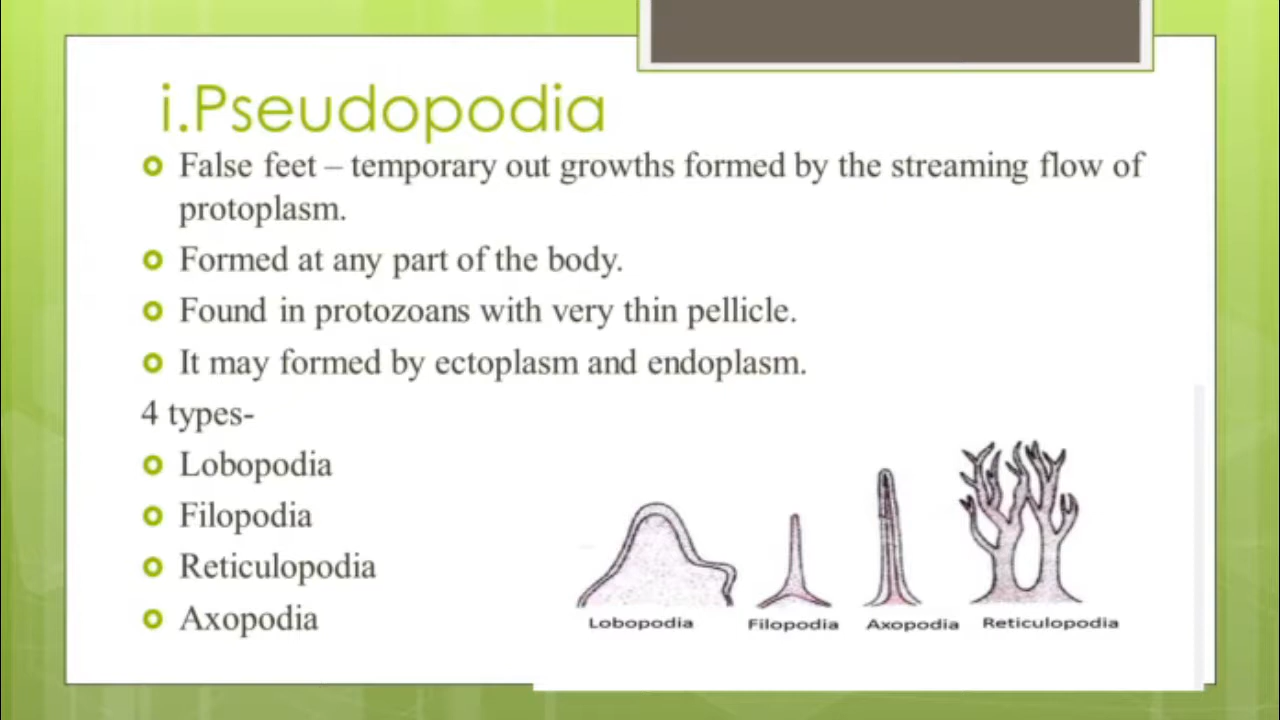 i.Pseudopodia
False feet – temporary out growths formed by the streaming flow of
protoplasm.
Formed at any part of the body.
Found in protozoans with very thin pellicle.
It may formed by ectoplasm and endoplasm.
4 types-
Lobopodia
Filopodia
Reticulopodia
Axopodia
Lobopodia Filopodia Axopodia Reticulopodia